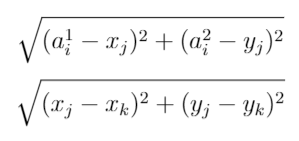 √((a_i^1 − x_j)^2 + (a_i^2 − y_j)^2)
√((x_j − x_k)^2 + (y_j − y_k)^2)